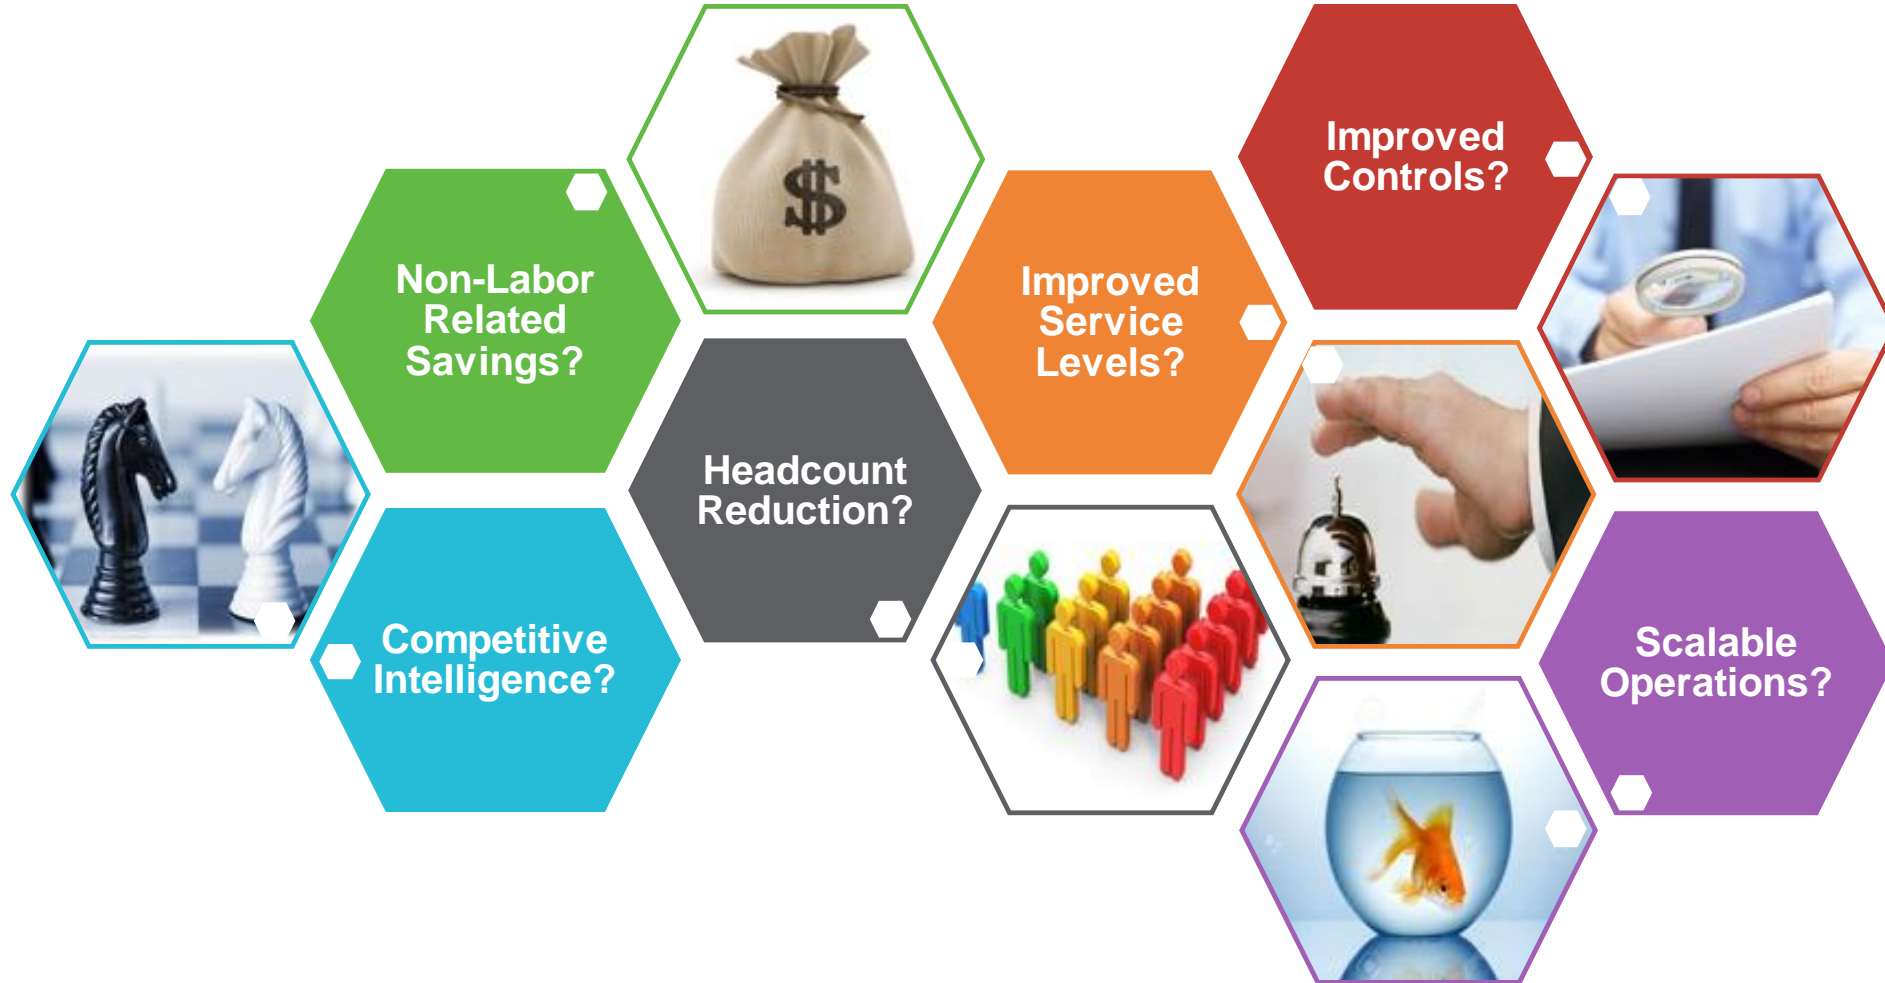 Non-Labor
Related
Savings?
Competitive
Intelligence?
$
Headcount
Reduction?
Improved
Service
Levels?
Improved
Controls?
Scalable
Operations?